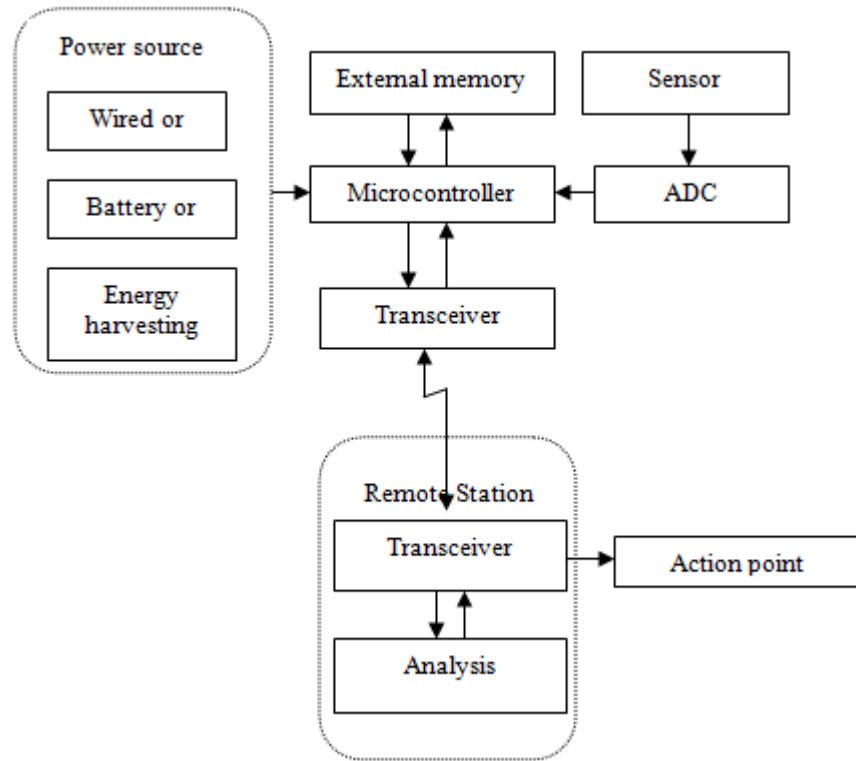 Power source
Wired or
Battery or
Energy
harvesting
External memory
Sensor
Microcontroller
ADC
Transceiver
Remote Station
Transceiver
Action point
Analysis